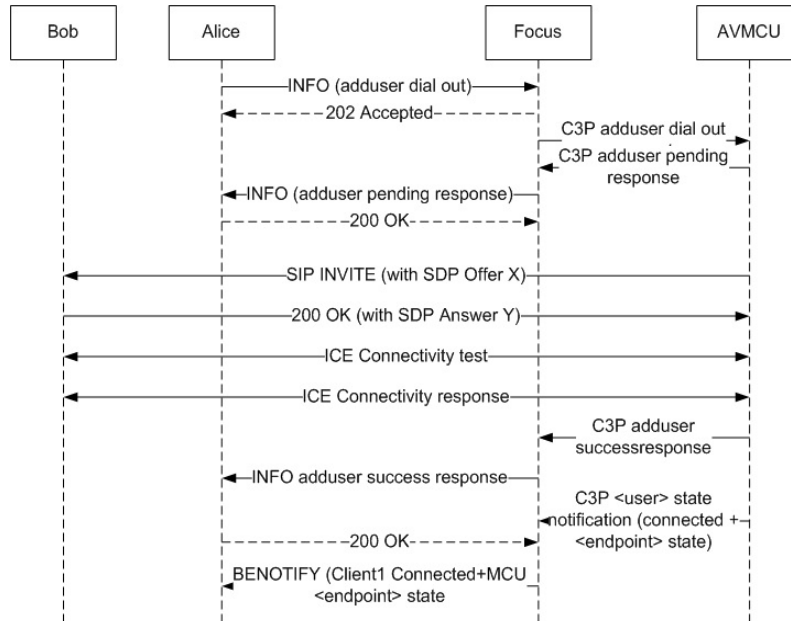 Bob
Alice
Focus
AVMCU
INFO (adduser dial out)
202 Accepted
C3P adduser dial out
C3P adduser pending
response
INFO (adduser pending response)
200 OK
SIP INVITE (with SDP Offer X)
200 OK (with SDP Answer Y)
ICE Connectivity test
ICE Connectivity response
C3P adduser
successresponse
INFO adduser success response
C3P <user> state
notification (connected +
<endpoint> state)
200 OK
BENOTIFY (Client1 Connected+MCU
<endpoint> state